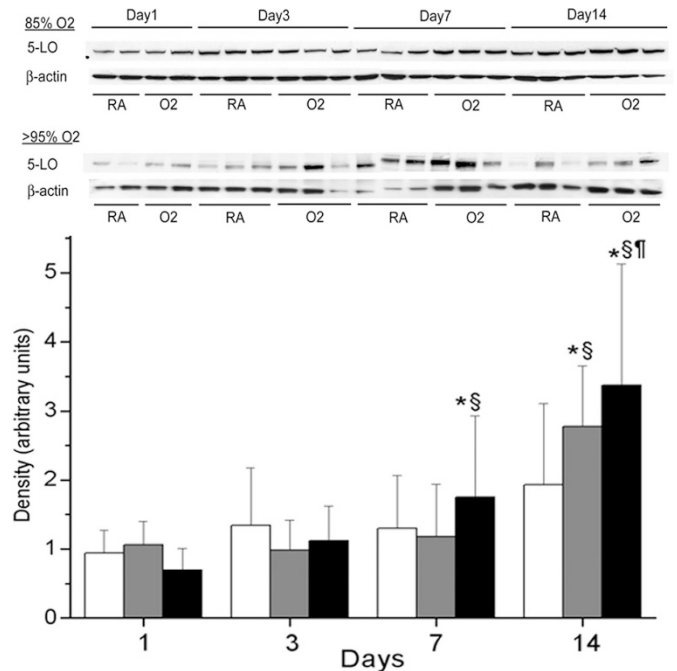 85% O2 Day1 Day3 Day7 Day14
5-LO
β-actin
RA O2 RA O2 RA O2 RA O2
>95% O2
5-LO
β-actin
RA O2 RA O2 RA O2 RA O2
*§¶
5
Density (arbitrary units)
4
*§
3
*§
2
1
0
1 3 7 14
Days